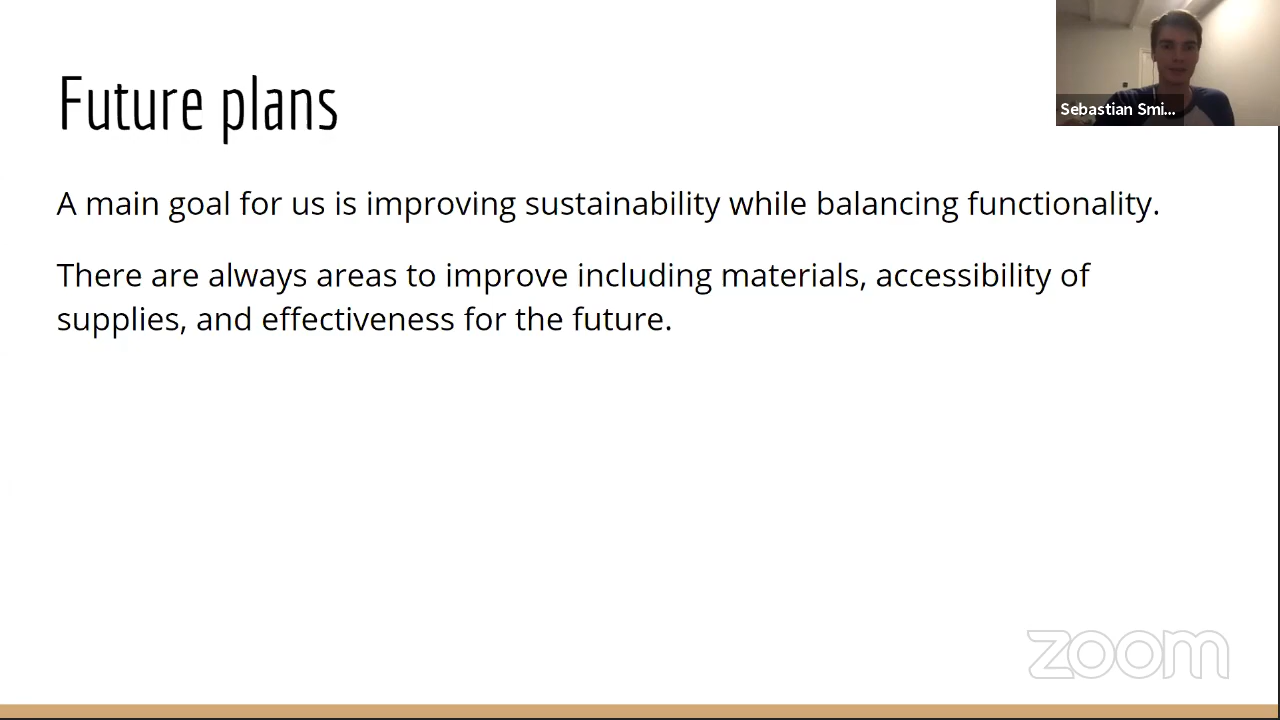 Future plans
Sebastian Smi...
A main goal for us is improving sustainability while balancing functionality.
There are always areas to improve including materials, accessibility of
supplies, and effectiveness for the future.
zoom